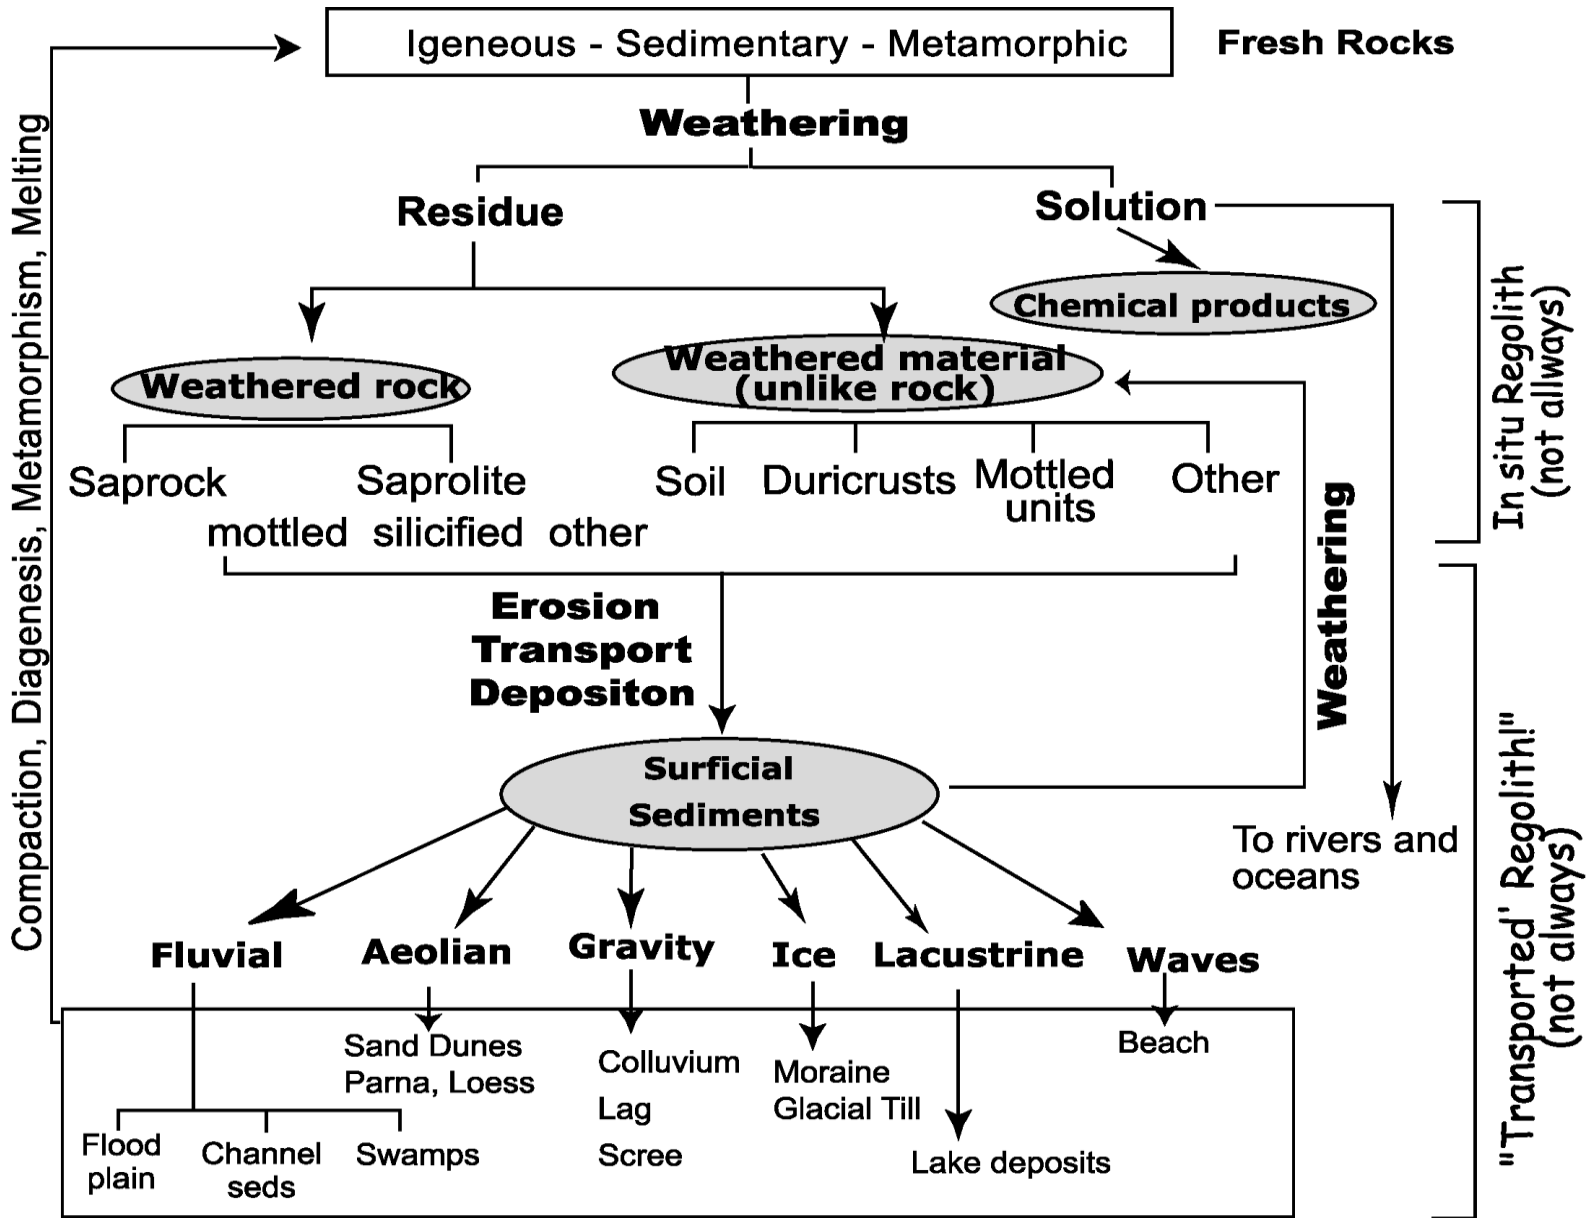 Igeneous - Sedimentary - Metamorphic
Fresh Rocks
Weathering
Residue
Solution
Chemical products
Weathered rock
Weathered material
(unlike rock)
Saprock
Saprolite
mottled silicified other
Soil
Duricrusts
Mottled
units
Other
Erosion
Transport
Depositon
Weathering
Surficial
Sediments
To rivers and
oceans
Fluvial
Aeolian
Gravity
Ice
Lacustrine
Waves
Flood
plain
Channel
seds
Swamps
Sand Dunes
Parna, Loess
Colluvium
Lag
Scree
Moraine
Glacial Till
Lake deposits
Beach
Compaction, Diagenesis, Metamorphism, Melting
In situ Regolith
(not allways)
"Transported' Regolith!"
(not always)